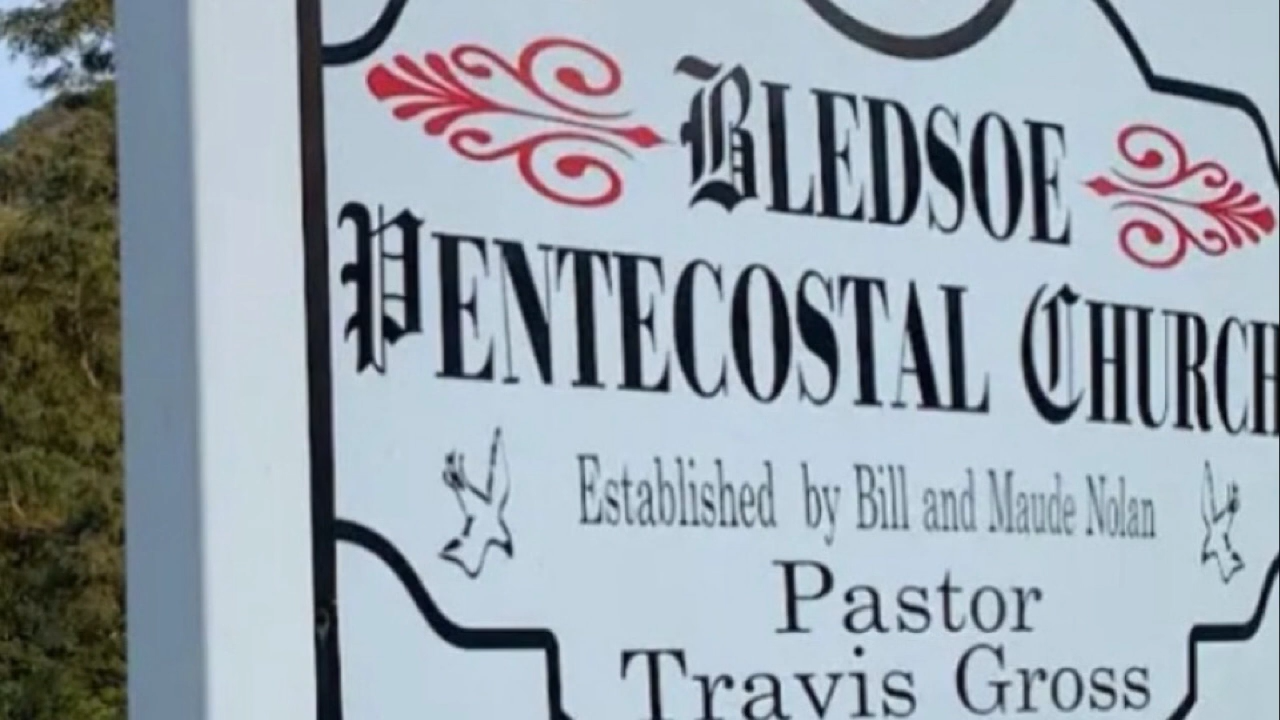 BLEDSOE
PENTECOSTAL CHURCH
Established by Bill and Maude Nolan
Pastor
Travis Gross